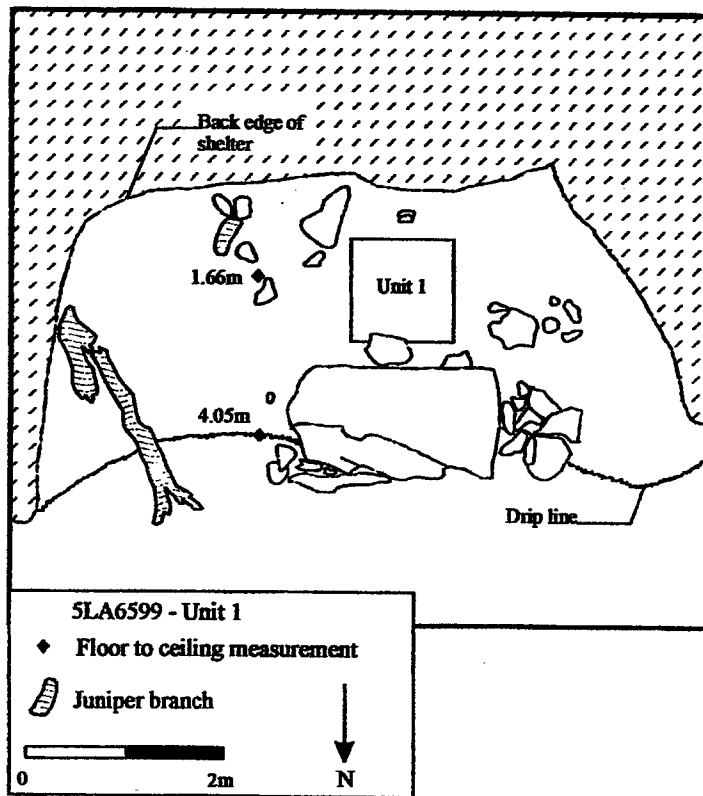 Back edge of
shelter
1.66m
Unit 1
4.05m
Drip line
5LA6599 - Unit 1
Floor to ceiling measurement
Juniper branch
0
2m
N